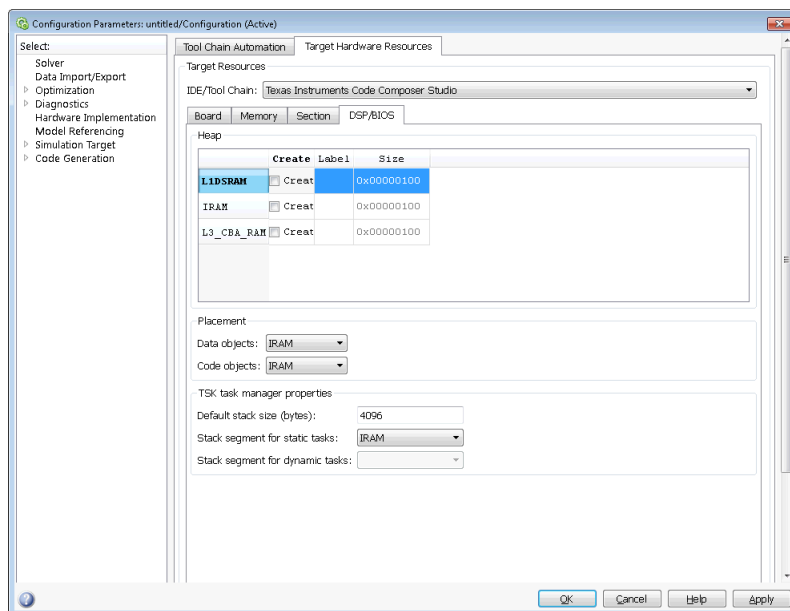 Configuration Parameters: untitled/Configuration (Active)
Select:
Solver
Data Import/Export
Optimization
Diagnostics
Hardware Implementation
Model Referencing
Simulation Target
Code Generation
Tool Chain Automation Target Hardware Resources
Target Resources
IDE/Tool Chain: Texas Instruments Code Composer Studio
Board Memory Section DSP/BIOS
Heap
Create Label Size
L1DSRAM Creat 0x00000100
IRAM Creat 0x00000100
L3_CBA_RAM Creat 0x00000100
Placement
Data objects: IRAM
Code objects: IRAM
TSK task manager properties
Default stack size (bytes): 4096
Stack segment for static tasks: IRAM
Stack segment for dynamic tasks:
OK Cancel Help Apply